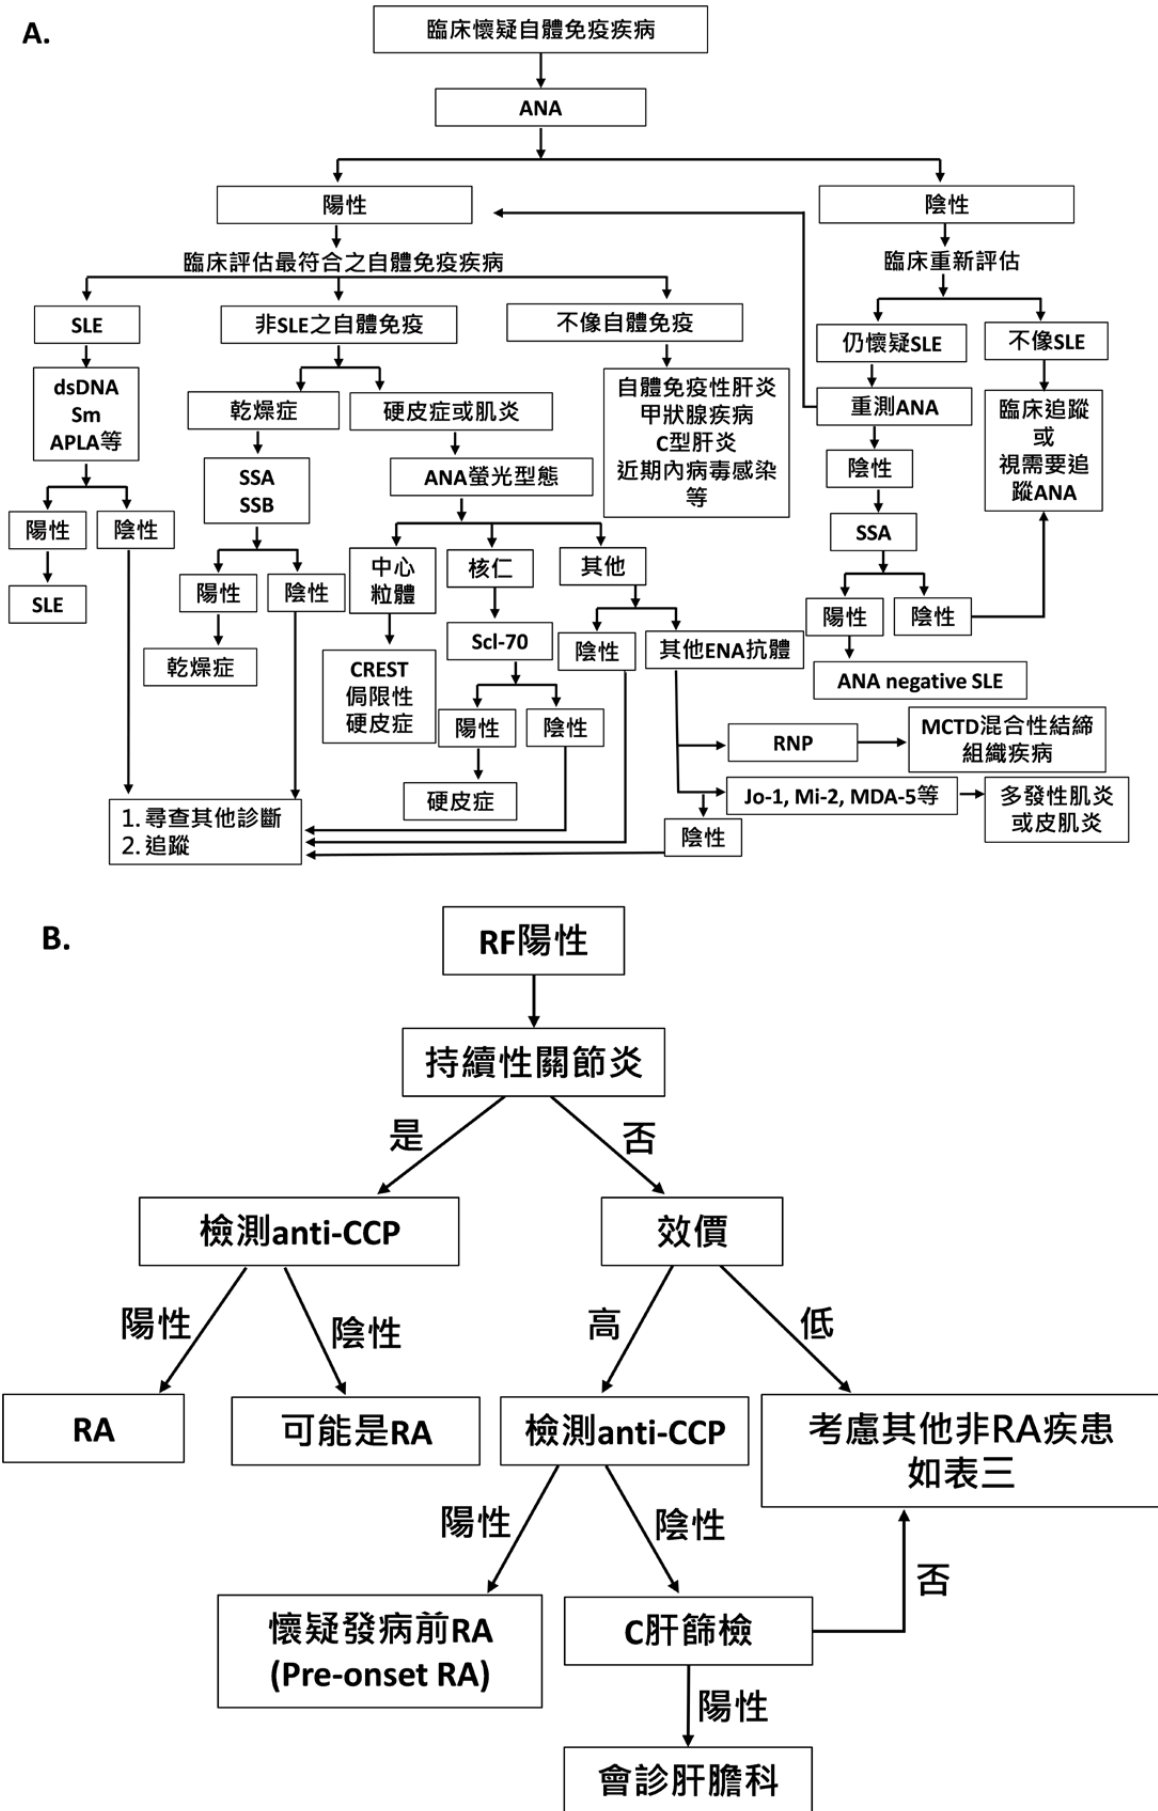 A.
臨床懷疑自體免疫疾病
ANA
陽性
陰性
臨床評估最符合之自體免疫疾病
臨床重新評估
SLE
非SLE之自體免疫
不像自體免疫
仍懷疑SLE
不像SLE
dsDNA
Sm
APLA等
乾燥症
硬皮症或肌炎
自體免疫性肝炎
甲狀腺疾病
C型肝炎
近期內病毒感染
等
重測ANA
臨床追蹤
或
視需要追
蹤ANA
SSA
SSB
ANA螢光型態
陰性
陽性
陰性
SSA
中心
粒體
核仁
其他
SLE
陽性
陰性
陽性
陰性
乾燥症
CREST
侷限性
硬皮症
Scl-70
陰性
其他ENA抗體
ANA negative SLE
陽性
陰性
RNP
MCTD混合性結締
組織疾病
硬皮症
Jo-1, Mi-2, MDA-5等
多發性肌炎
或皮肌炎
1. 尋查其他診斷
2. 追蹤
陰性
B.
RF陽性
持續性關節炎
是
否
檢測anti-CCP
效價
陽性
陰性
高
低
RA
可能是RA
檢測anti-CCP
考慮其他非RA疾患
如表三
陽性
陰性
否
懷疑發病前RA
(Pre-onset RA)
C肝篩檢
陽性
會診肝膽科